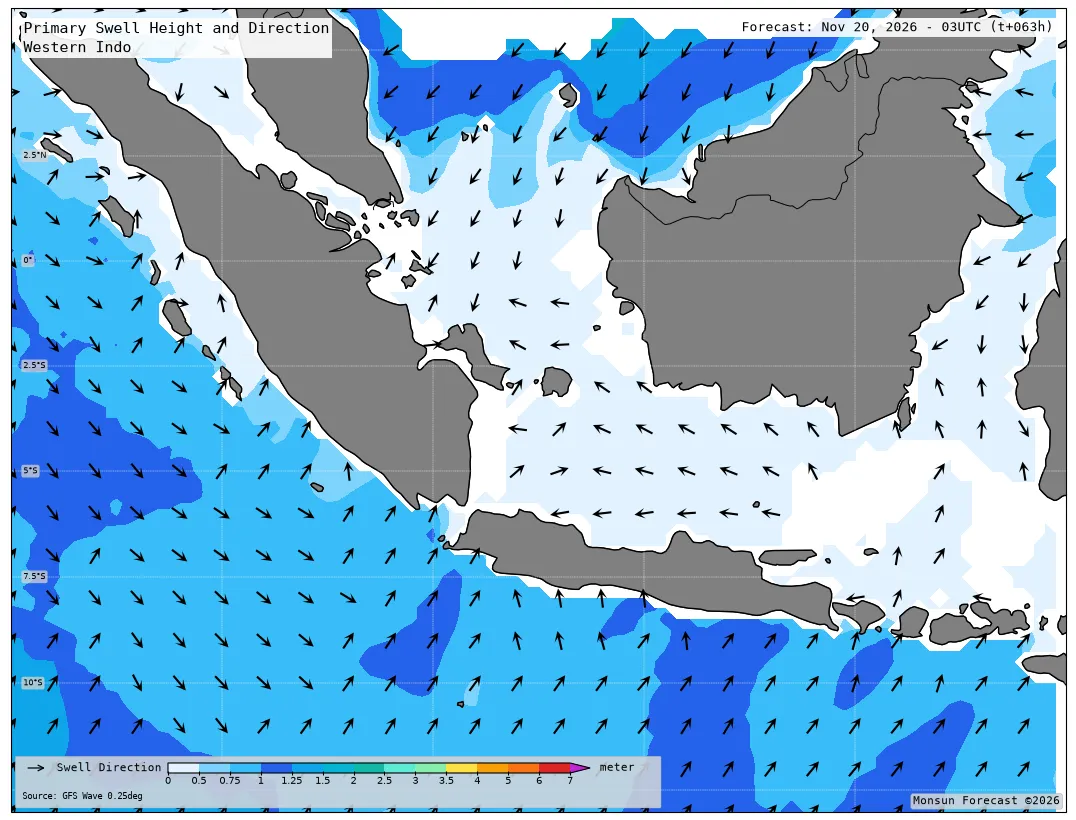 Primary Swell Height and Direction
Western Indo
Forecast: Nov 20, 2026 - 03UTC (t+063h)
2.5°N
0°
2.5°S
5°S
7.5°S
10°S
Swell Direction
0 0.5 0.75 1 1.25 1.5 2 2.5 3 3.5 4 5 6 7
meter
Source: GFS Wave 0.25deg
Monsun Forecast ©2026